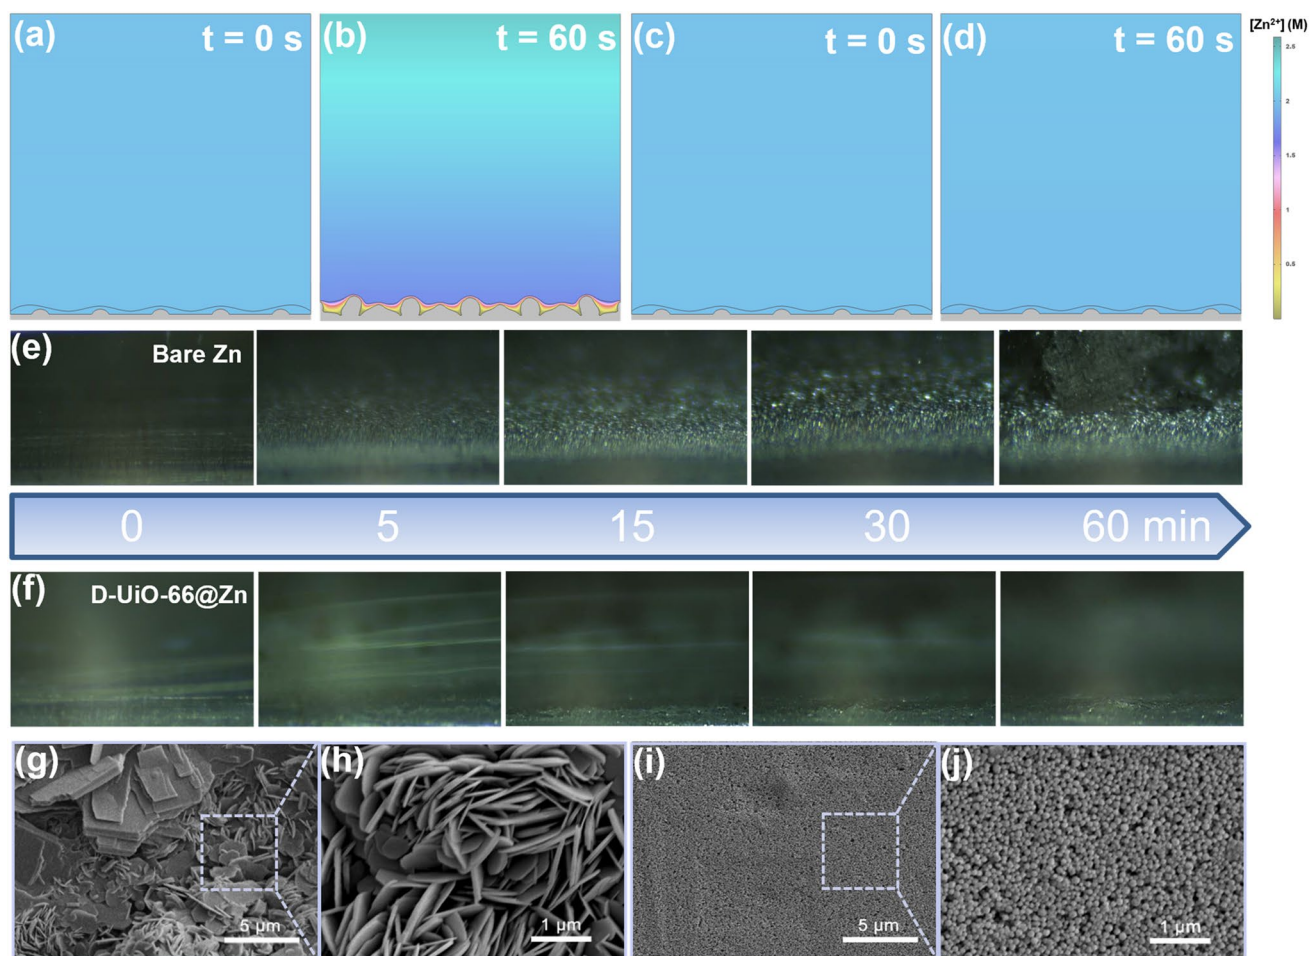 (a) t = 0 s
(b) t = 60 s
(c) t = 0 s
(d) t = 60 s
[Zn²⁺] (M)
2.5
2
1.5
1
0.5
(e) Bare Zn
0 5 15 30 60 min
(f) D-UiO-66@Zn
(g)
5 µm
(h)
1 µm
(i)
5 µm
(j)
1 µm